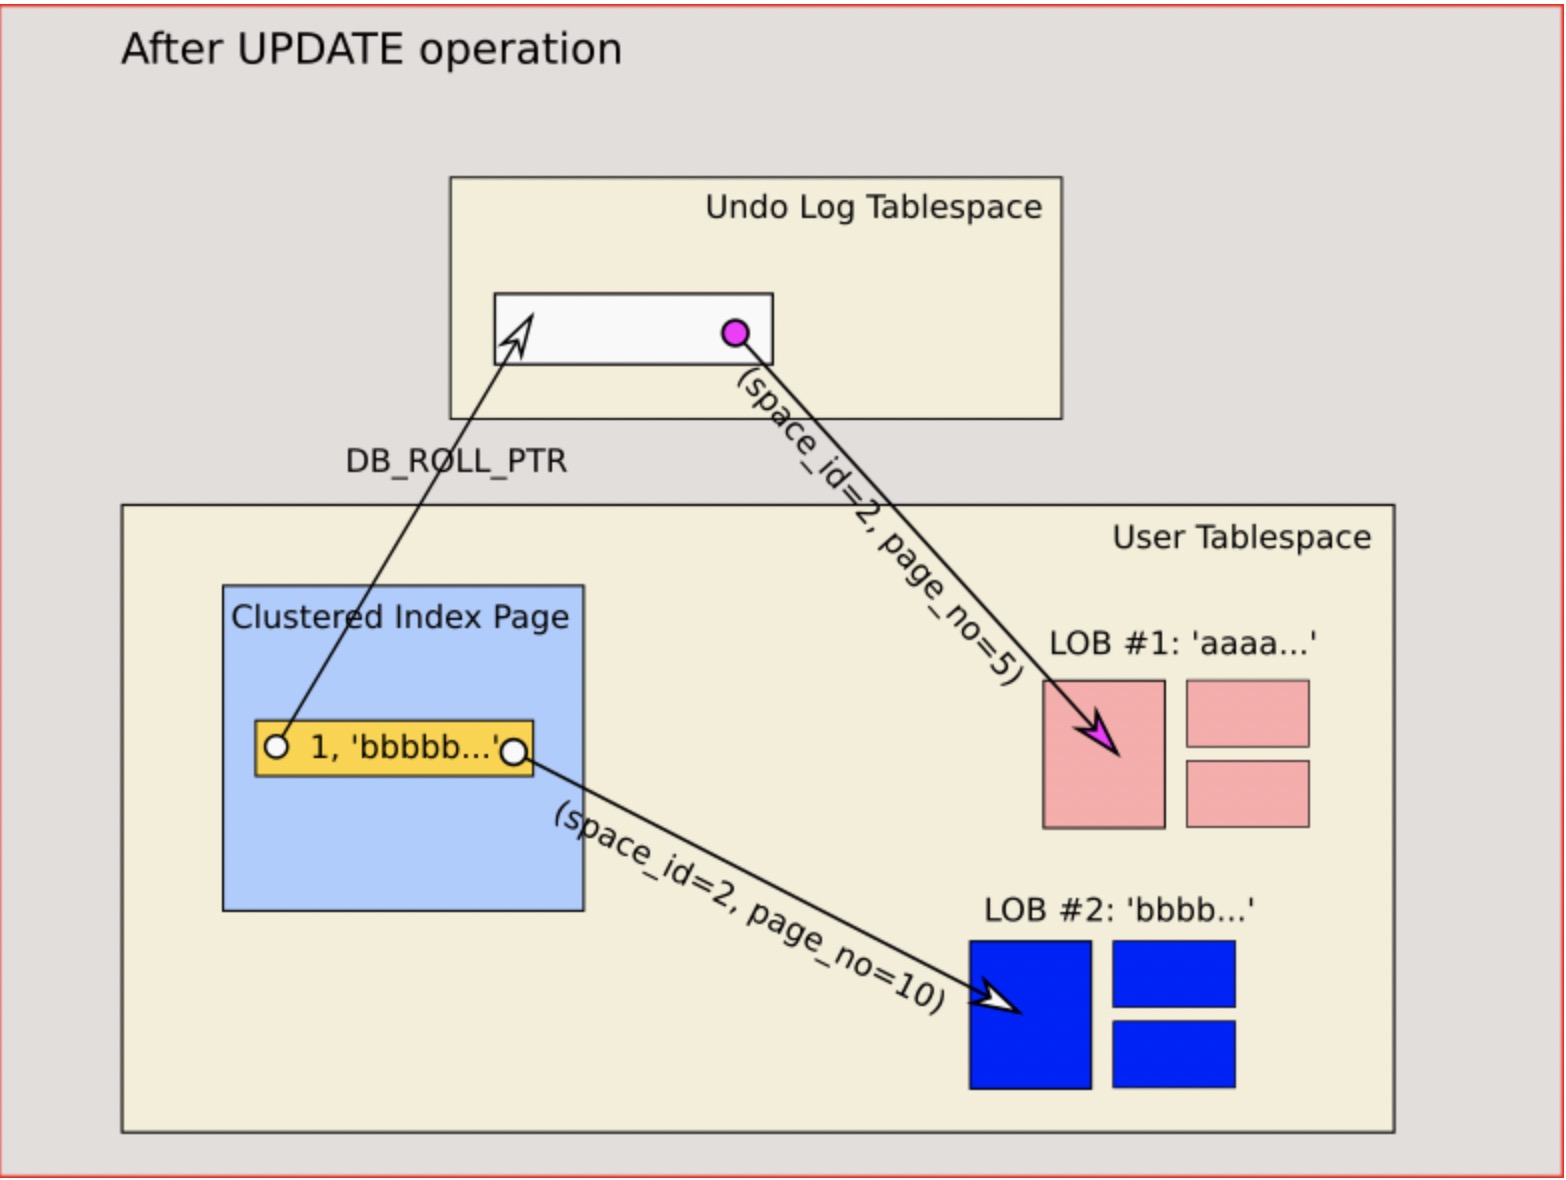 After UPDATE operation
Undo Log Tablespace
DB_ROLL_PTR
(space_id=2, page_no=5)
User Tablespace
Clustered Index Page
LOB #1: 'aaaa...'
1, 'bbbbb...'
(space_id=2, page_no=10)
LOB #2: 'bbbb...'